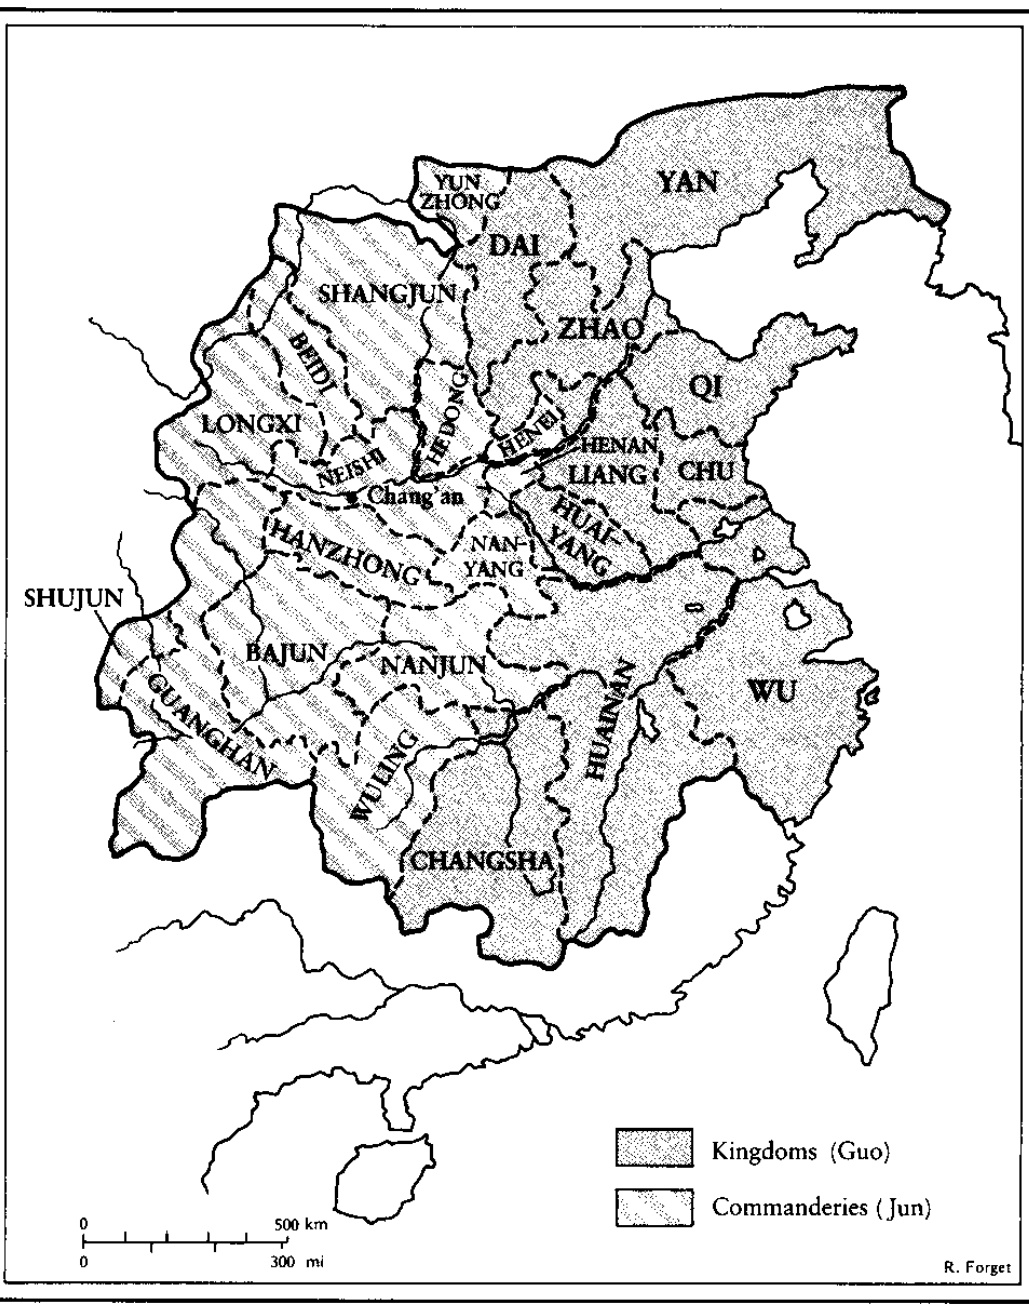 YAN
YUN
ZHONG
DAI
SHANGJUN
ZHAO
BEIDI
QI
LONGXI
HEDONG
HENEI
HENAN
NEISHI
LIANG
CHU
Chang'an
HUAI-
YANG
HANZHONG
NAN-
YANG
SHUJUN
BAJUN
NANJUN
WU
GUANGHAN
HUAINAN
WULING
CHANGSHA
Kingdoms (Guo)
Commanderies (Jun)
0
500 km
0
300 mi
R. Forget